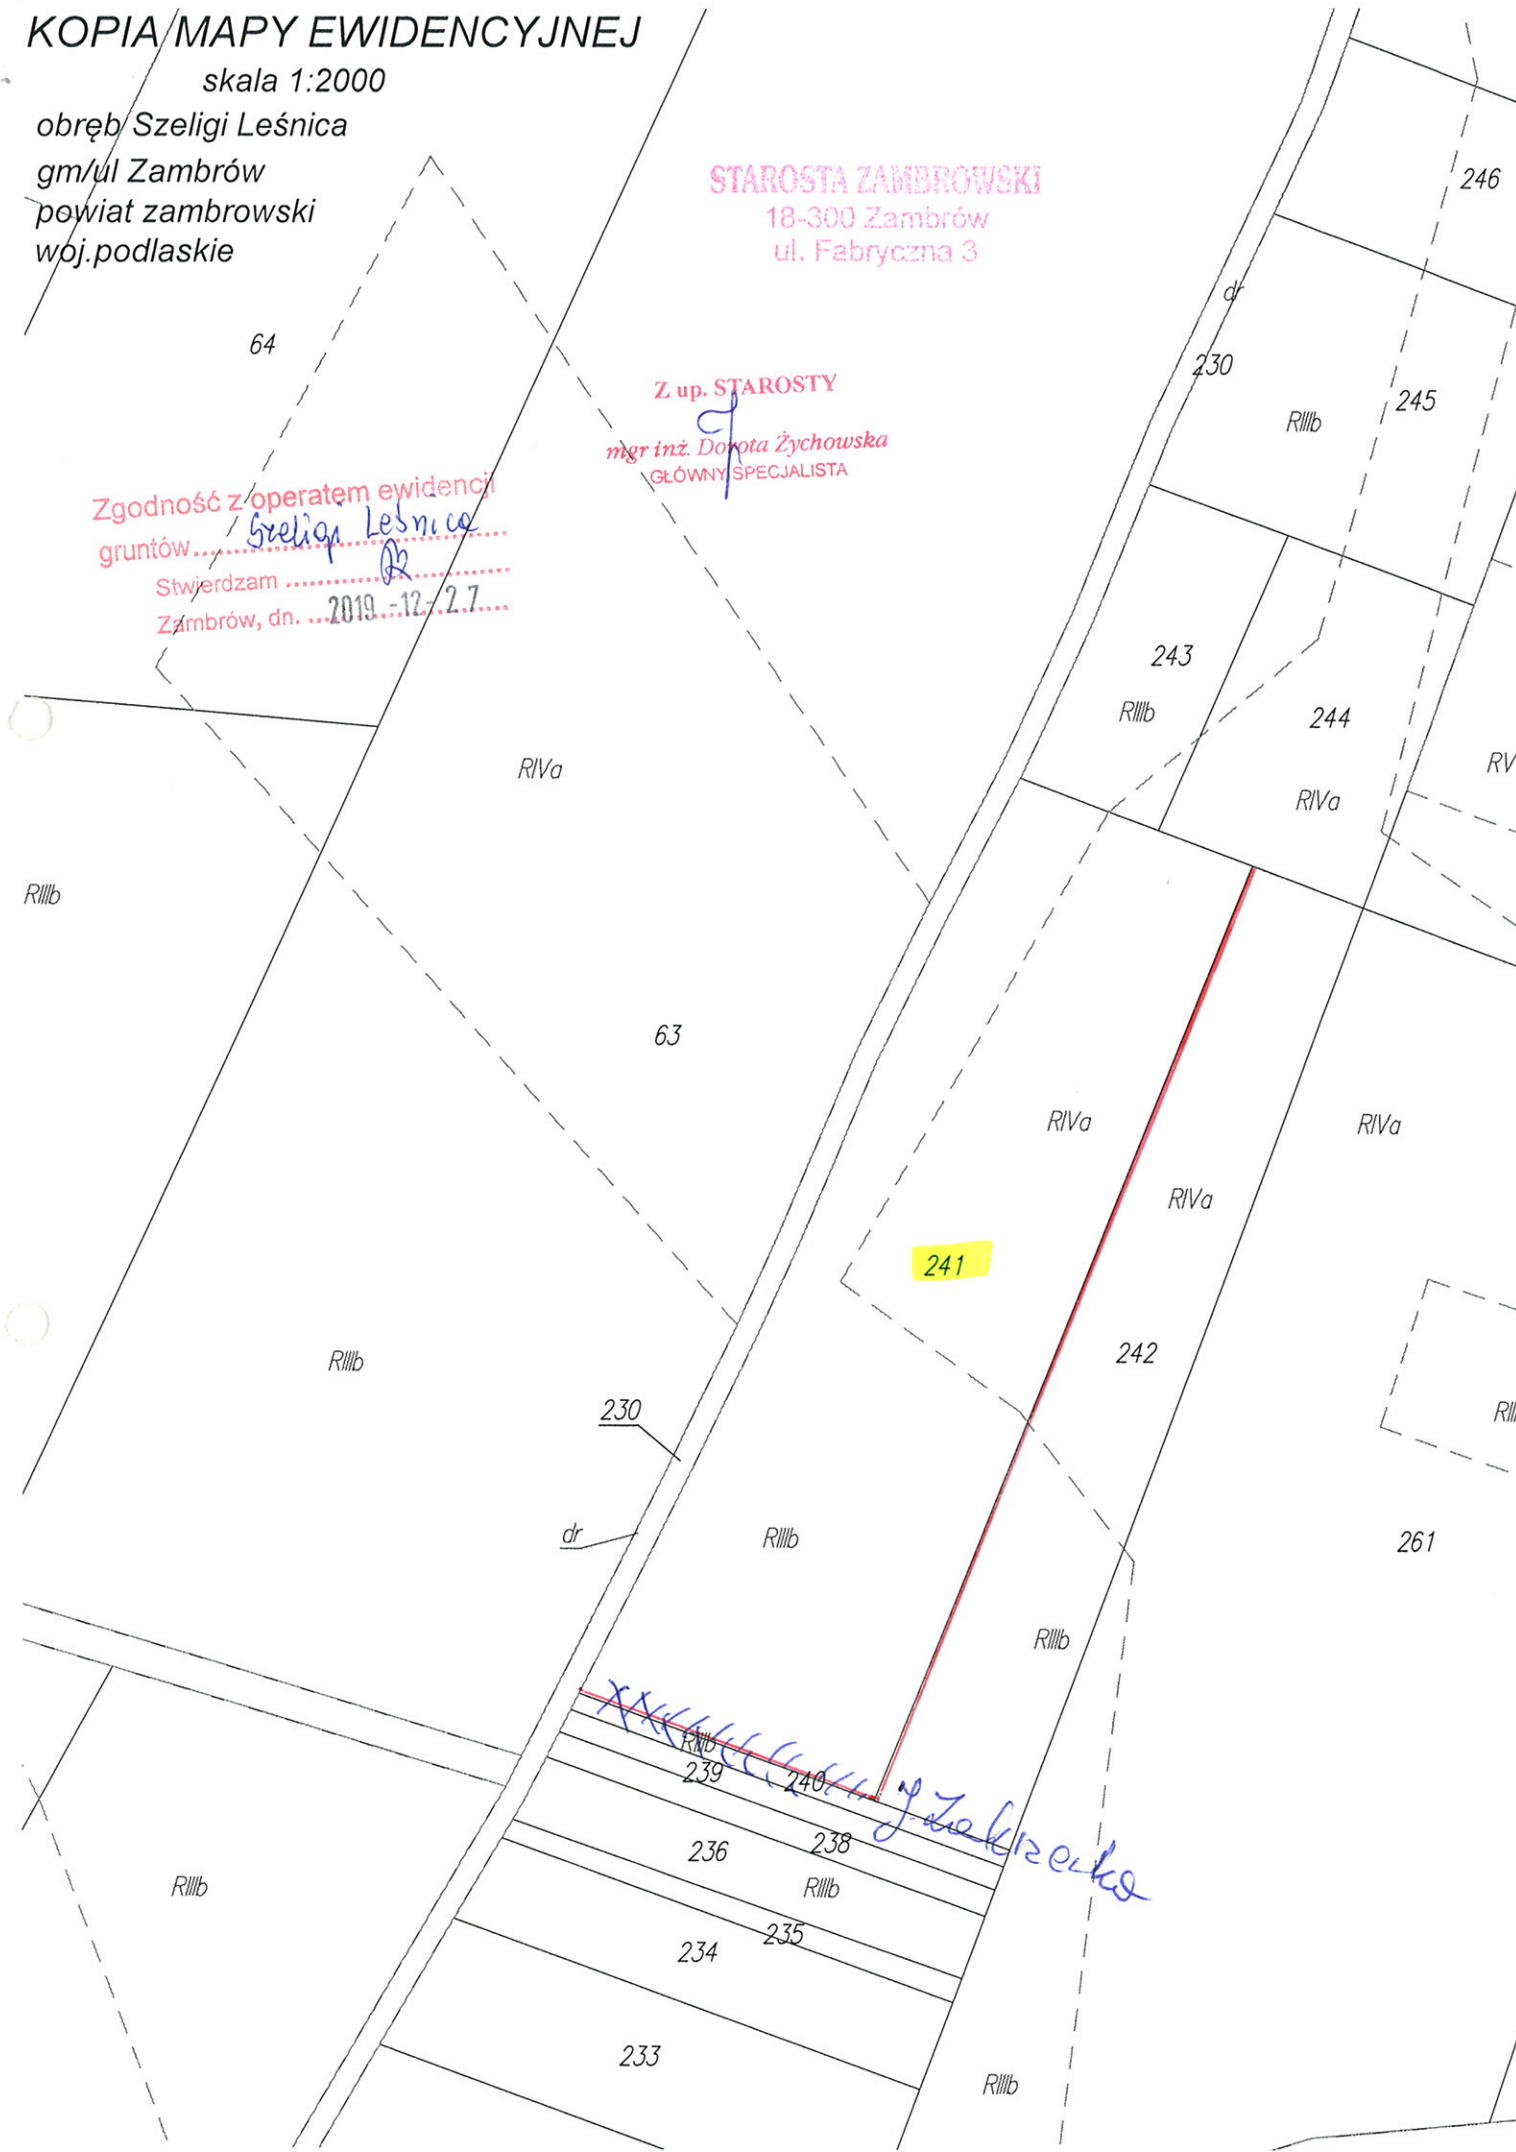 KOPIA MAPY EWIDENCYJNEJ
skala 1:2000
obręb Szeligi Leśnica
gm/ul Zambrów
powiat zambrowski
woj.podlaskie
STAROSTA ZAMBROWSKI
18-300 Zambrów
ul. Fabryczna 3
246
dr
64
230
Z up. STAROSTY
245
RIIIb
mgr inż. Dorota Żychowska
GŁÓWNY SPECJALISTA
Zgodność z operatem ewidencji
gruntów Szeligi Leśnica
Stwierdzam
Zambrów, dn. 2019 -12- 27
243
RIIIb
244
RIVa
RV
RIVa
RIIIb
63
RIVa
RIVa
RIVa
241
242
RIIIb
230
RIII
dr
RIIIb
261
RIIIb
RIIIb
239
240
238
236
RIIIb
RIIIb
235
234
233
RIIIb